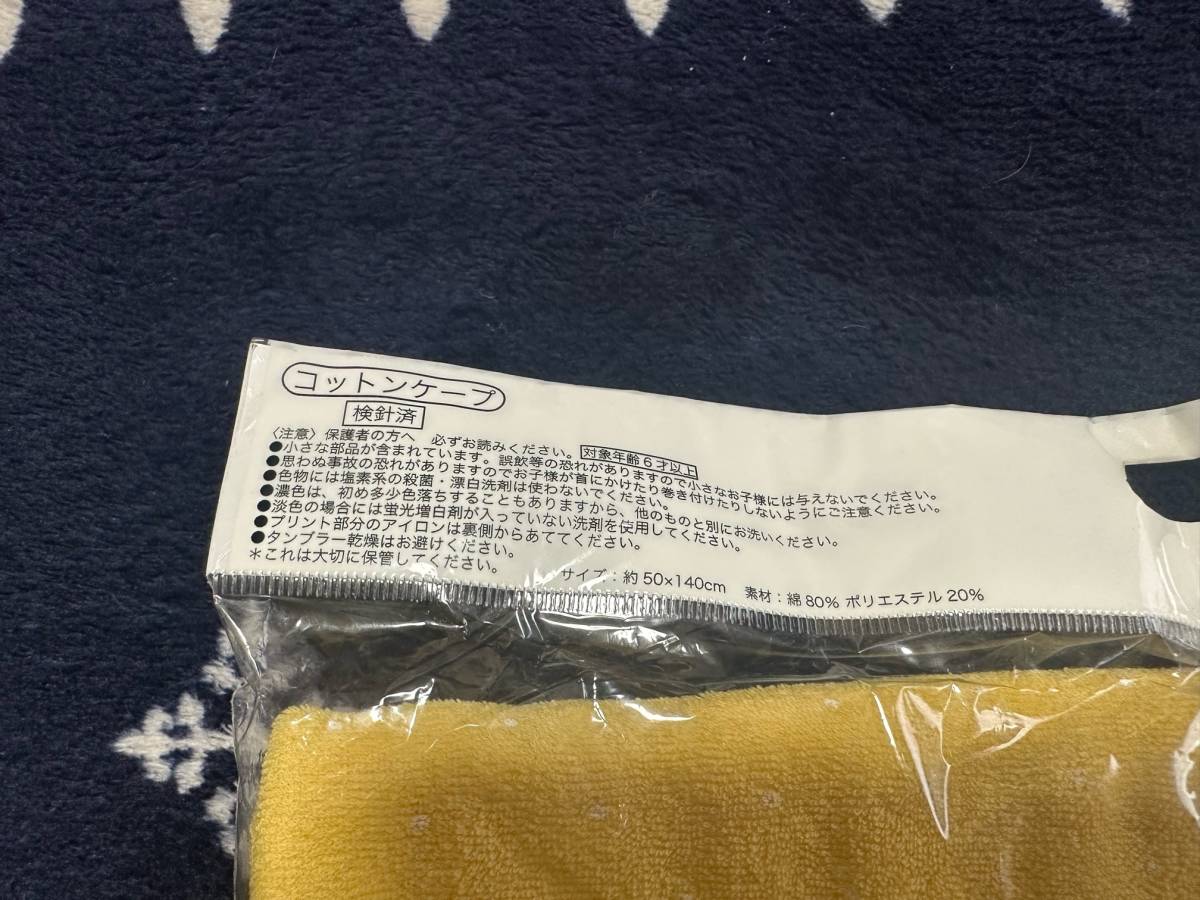 コットンケープ
検針済
〈注意〉保護者の方へ 必ずお読みください。 対象年齢6才以上
●小さな部品が含まれています。誤飲等の恐れがありますので小さなお子様には与えないでください。
●思わぬ事故の恐れがありますのでお子様が首にかけたり巻き付けたりしないようにご注意ください。
●色物には塩素系の殺菌・漂白洗剤は使わないでください。
●濃色は、初め多少色落ちすることもありますから、他のものと別にお洗いください。
●淡色の場合には蛍光増白剤が入っていない洗剤を使用してください。
●プリント部分のアイロンは裏側からあててください。
●タンブラー乾燥はお避けください。
＊これは大切に保管してください。
サイズ：約50×140cm 素材：綿80% ポリエステル20%